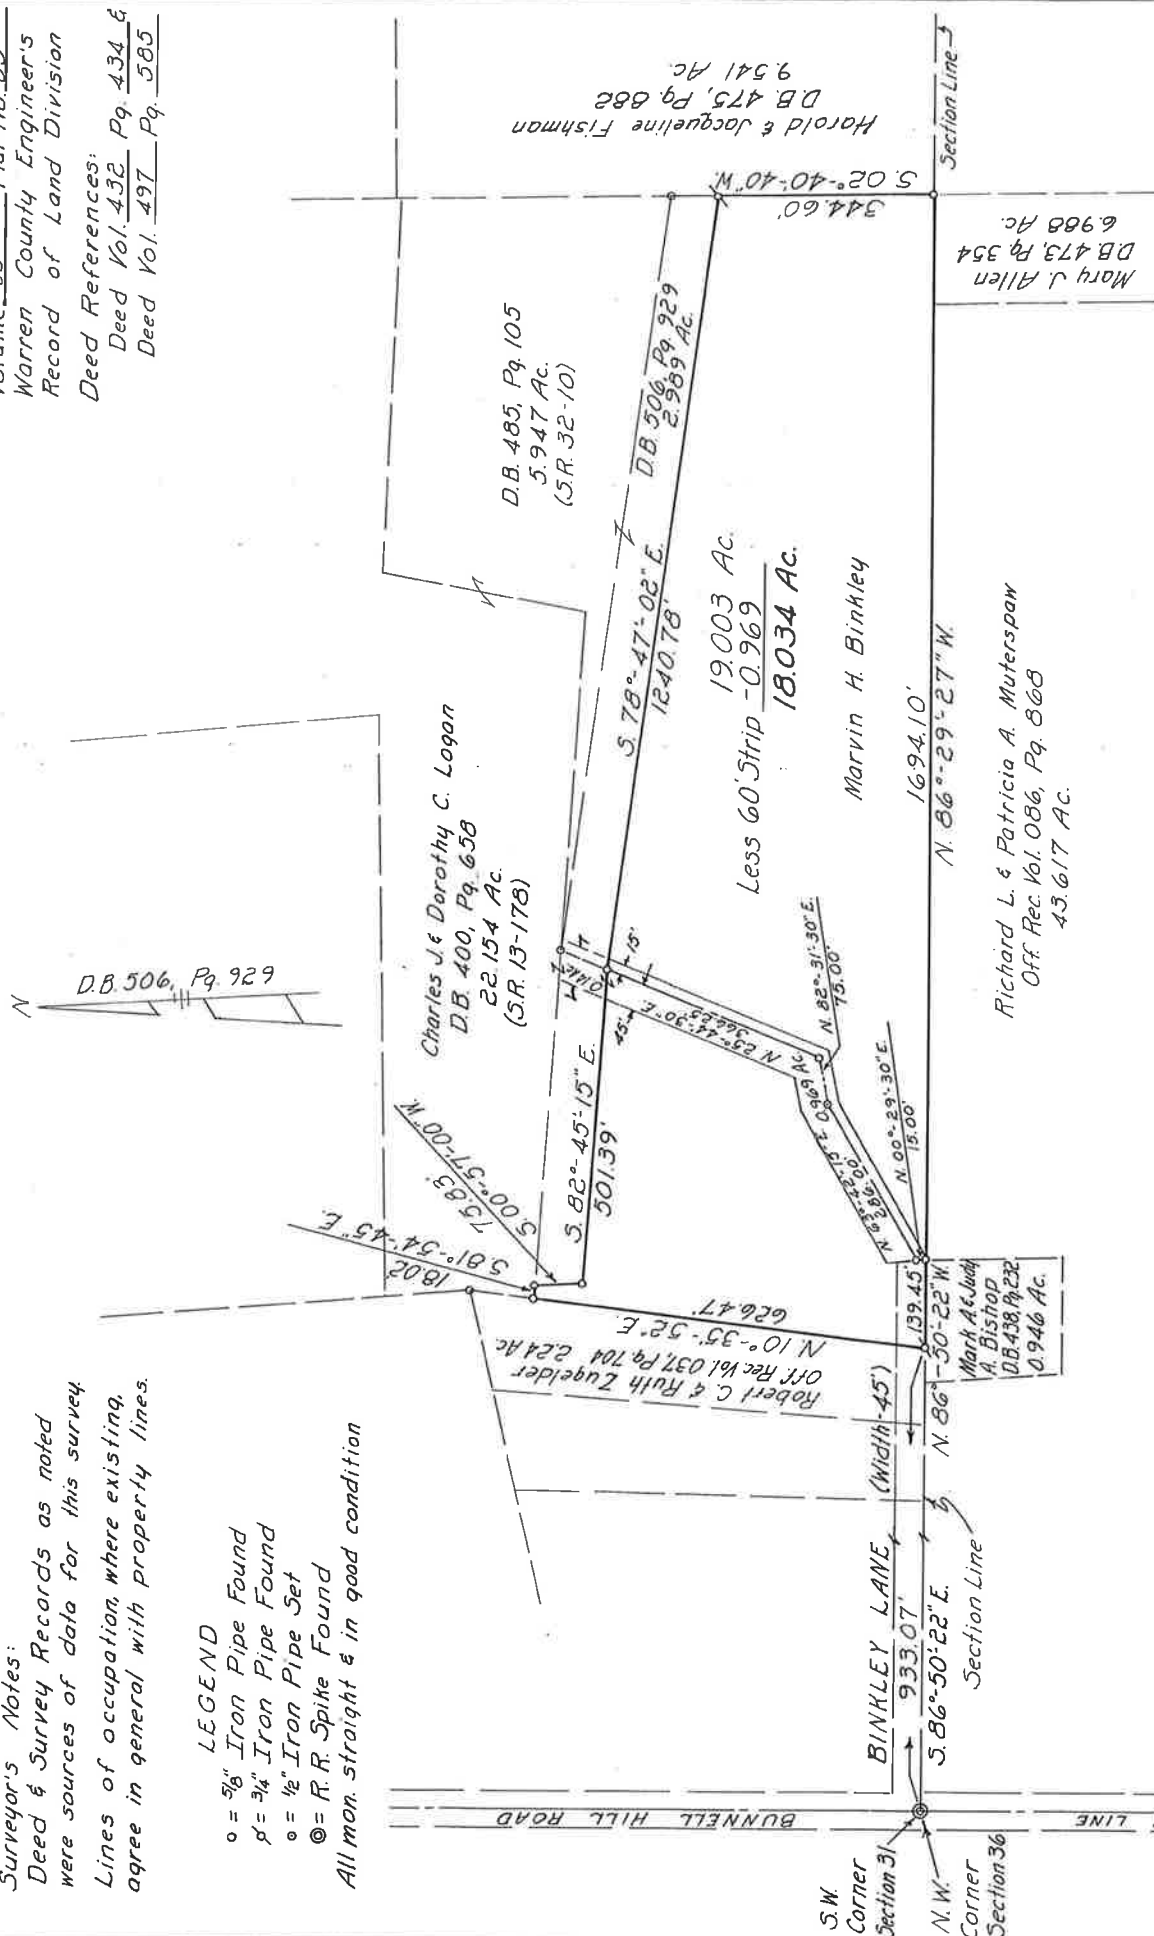 Warren County Engineer's
Record of Land Division
Deed References:
Deed Vol. 432 Pg. 434 &
Deed Vol. 497 Pg. 585
Surveyor's Notes:
Deed & Survey Records as noted
were sources of data for this survey.
Lines of occupation, where existing,
agree in general with property lines.
LEGEND
o = 5/8" Iron Pipe Found
ø = 3/4" Iron Pipe Found
o = 1/2" Iron Pipe Set
◎ = R.R. Spike Found
All mon. straight & in good condition
N
D.B. 506, Pg. 929
Charles J. & Dorothy C. Logan
D.B. 400, Pg. 658
22.154 Ac.
(S.R. 13-178)
D.B. 485, Pg. 105
5.947 Ac.
(S.R. 32-10)
Harold & Jacqueline Fishman
D.B. 475, Pg. 882
9.541 Ac.
S. 02°-40'-40" W.
344.60'
Section Line
Mary J. Allen
D.B. 473, Pg. 354
6.988 Ac.
D.B. 506, Pg. 929
2.989 Ac.
S. 78°-47'-02" E.
1240.78'
S. 82°-45'-15" E.
501.39'
S. 00°-57'-00" W.
75.83'
S. 81°-54'-45" E.
18.02'
N. 10°-35'-52" E.
626.47'
Robert C. & Ruth Zugelder
Off. Rec. Vol. 037, Pg. 704 2.24 Ac.
19.003 Ac.
Less 60' Strip -0.969
18.034 Ac.
Marvin H. Binkley
1694.10'
N. 86°-29'-27" W.
Richard L. & Patricia A. Muterspaw
Off. Rec. Vol. 086, Pg. 868
43.617 Ac.
15'
45'
N. 25°-44'-30" E.
N. 82°-31'-30" E.
75.00'
0.969 Ac.
N. 63°-42'-15" E.
286.00'
N. 00°-29'-30" E.
15.00'
139.45'
N. 86°-50'-22" W.
Mark A. & Judy
A. Bishop
D.B. 438, Pg. 232
0.946 Ac.
BINKLEY LANE (Width-45')
933.07'
S. 86°-50'-22" E.
Section Line
BUNNELL HILL ROAD
LINE
S.W.
Corner
Section 31
N.W.
Corner
Section 36